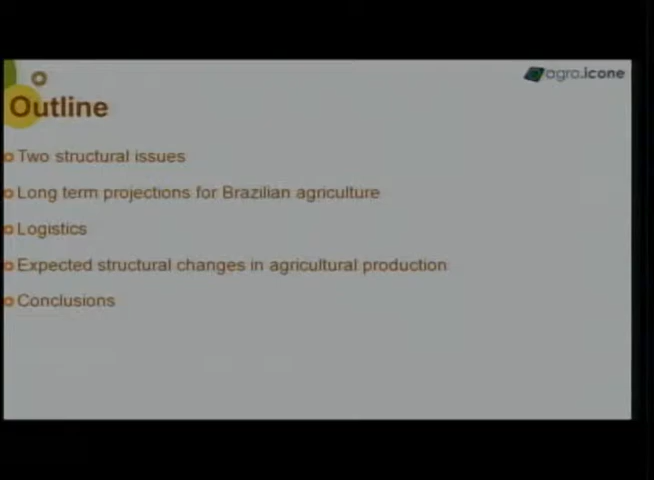 agro.icone
Outline
Two structural issues
Long term projections for Brazilian agriculture
Logistics
Expected structural changes in agricultural production
Conclusions